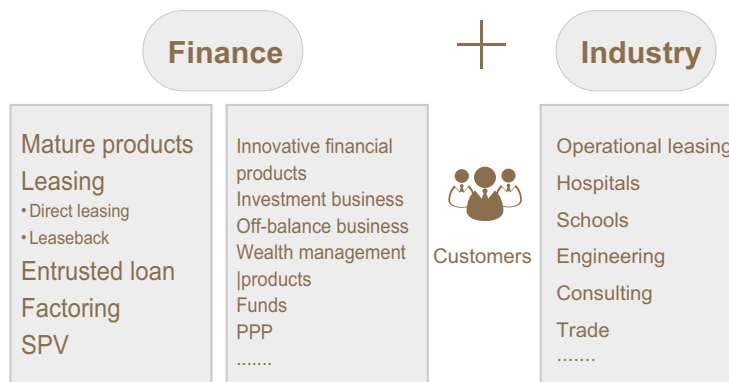 Finance
Industry
Mature products
Leasing
• Direct leasing
• Leaseback
Entrusted loan
Factoring
SPV
Innovative financial
products
Investment business
Off-balance business
Wealth management
|products
Funds
PPP
.......
Customers
Operational leasing
Hospitals
Schools
Engineering
Consulting
Trade
.......